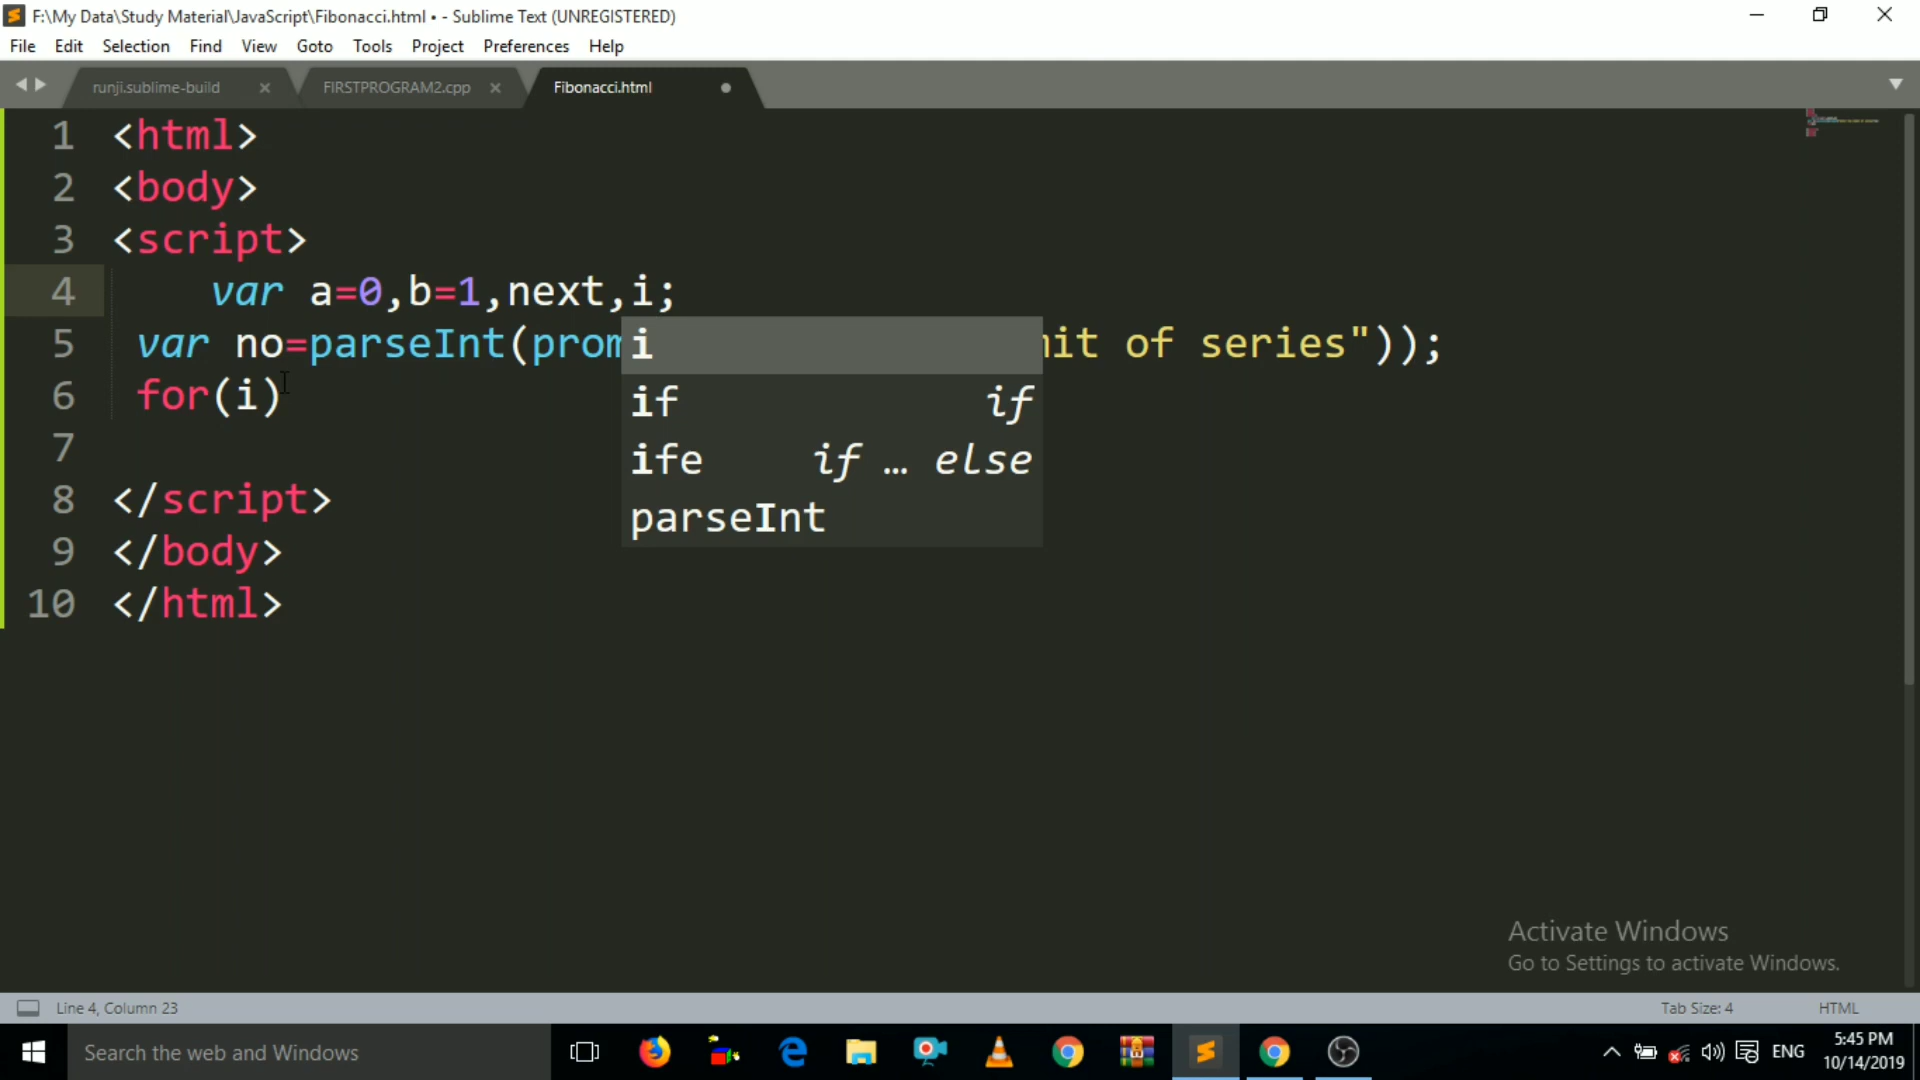 F:\My Data\Study Material\JavaScript\Fibonacci.html • - Sublime Text (UNREGISTERED)
File Edit Selection Find View Goto Tools Project Preferences Help
runji.sublime-build × FIRSTPROGRAM2.cpp × Fibonacci.html
1 <html>
2 <body>
3 <script>
4 var a=0,b=1,next,i;
5 var no=parseInt( of series"));
6 for(i)
7
8 </script>
9 </body>
10 </html>
i
if if
ife if … else
parseInt
Activate Windows
Go to Settings to activate Windows.
Line 4, Column 23 Tab Size: 4 HTML
Search the web and Windows
ENG
5:45 PM
10/14/2019